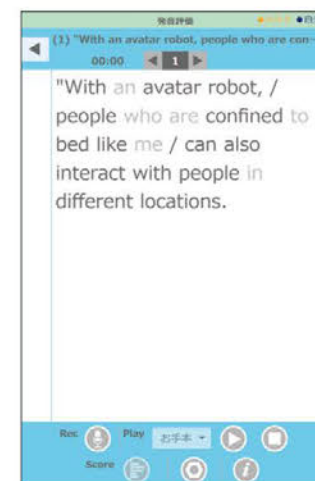 発音評価
(1) "With an avatar robot, people who are con
00:00 1
"With an avatar robot, /
people who are confined to
bed like me / can also
interact with people in
different locations.
Rec Play お手本
Score